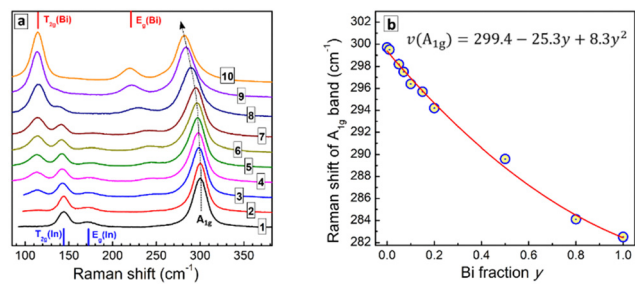 a
T2g(Bi)
Eg(Bi)
10
9
8
7
6
5
4
3
2
1
A1g
T2g(In)
Eg(In)
100 150 200 250 300 350
Raman shift (cm-1)
b
ν(A1g) = 299.4 − 25.3y + 8.3y²
Raman shift of A1g band (cm-1)
300
298
296
294
292
290
288
286
284
282
0.0 0.2 0.4 0.6 0.8 1.0
Bi fraction y